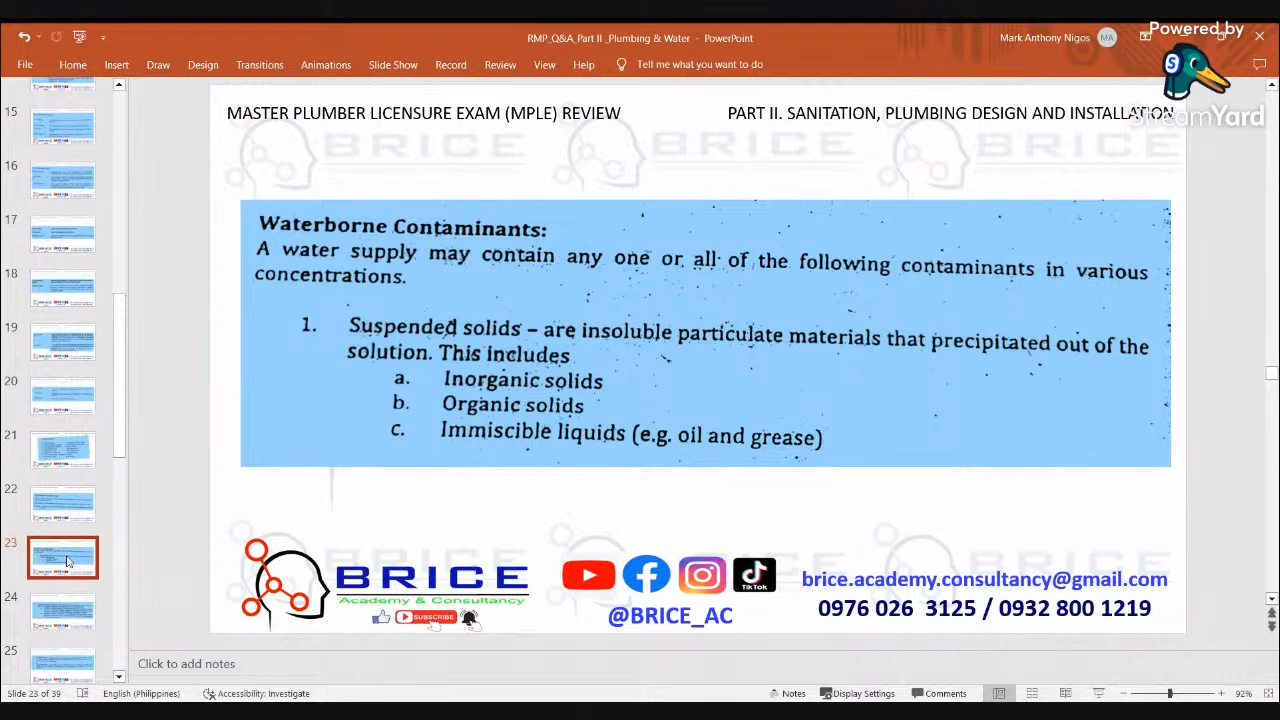 Powered by
StreamYard
RMP_Q&A_Part II _Plumbing & Water - PowerPoint
Mark Anthony Nigos
MA
File Home Insert Draw Design Transitions Animations Slide Show Record Review View Help Tell me what you want to do
MASTER PLUMBER LICENSURE EXAM (MPLE) REVIEW
PART II. SANITATION, PLUMBING DESIGN AND INSTALLATION
Waterborne Contaminants:
A water supply may contain any one or all of the following contaminants in various
concentrations.
1. Suspended solids – are insoluble particulate materials that precipitated out of the
solution. This includes
a. Inorganic solids
b. Organic solids
c. Immiscible liquids (e.g. oil and grease)
BRICE
Academy & Consultancy
SUBSCRIBE
TikTok
@BRICE_AC
brice.academy.consultancy@gmail.com
0976 026 3125 / 0932 800 1219
15
16
17
18
19
20
21
22
23
24
25
Click to add notes
Slide 23 of 39 English (Philippines) Accessibility: Investigate Notes Display Settings Comments 92%